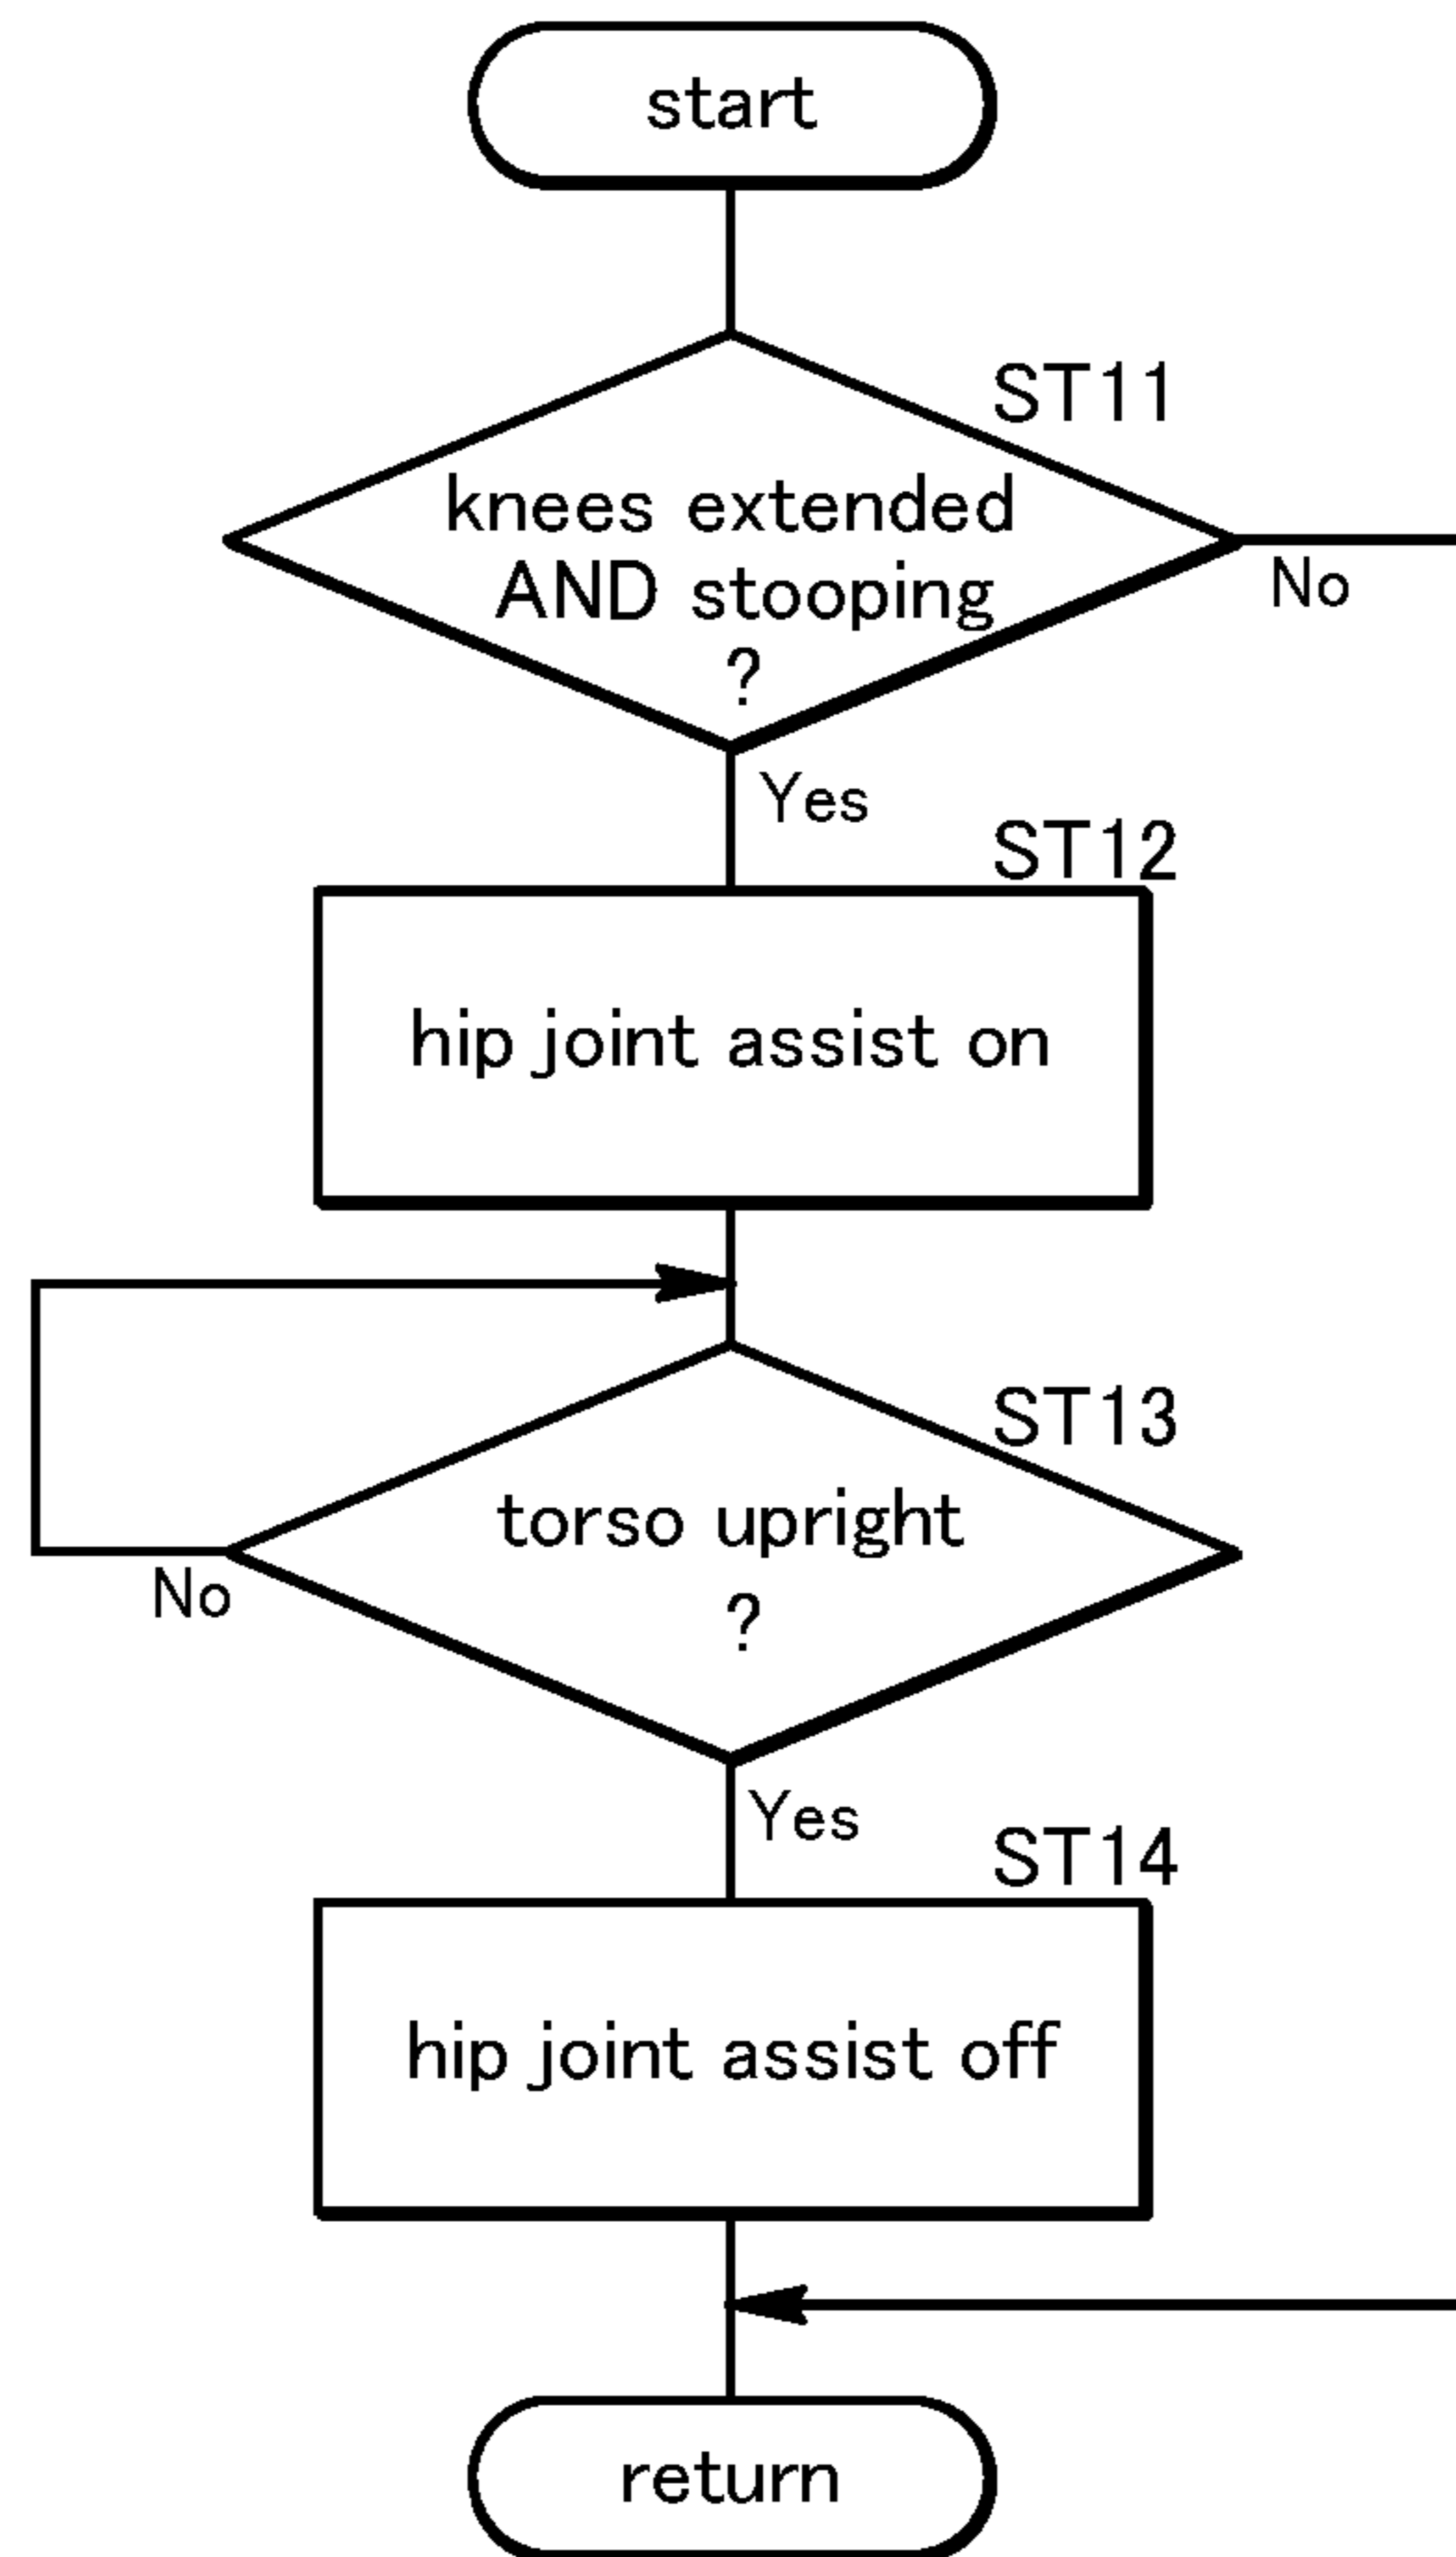 start
ST11
knees extended
AND stooping
?
No
Yes
ST12
hip joint assist on
ST13
torso upright
?
No
Yes
ST14
hip joint assist off
return